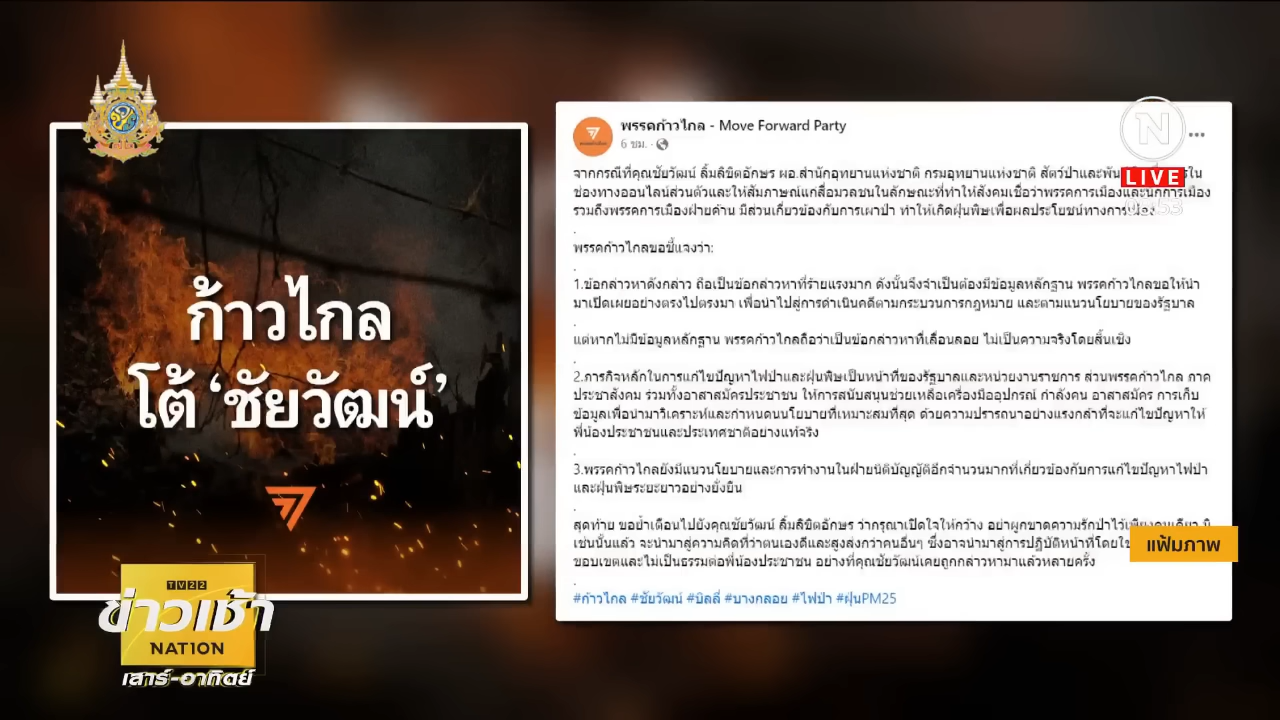 ก้าวไกล
โต้ ‘ชัยวัฒน์’
พรรคก้าวไกล - Move Forward Party
6 ชม. ·
จากกรณีที่คุณชัยวัฒน์ ลิ้มลิขิตอักษร ผอ.สำนักอุทยานแห่งชาติ กรมอุทยานแห่งชาติ สัตว์ป่าและพัน
ช่องทางออนไลน์ส่วนตัวและให้สัมภาษณ์แก่สื่อมวลชนในลักษณะที่ทำให้สังคมเชื่อว่าพรรคการเมืองและนักการเมือง
รวมถึงพรรคการเมืองฝ่ายค้าน มีส่วนเกี่ยวข้องกับการเผาป่า ทำให้เกิดฝุ่นพิษเพื่อผลประโยชน์ทางการเมือง
.
พรรคก้าวไกลขอชี้แจงว่า:
.
1.ข้อกล่าวหาดังกล่าว ถือเป็นข้อกล่าวหาที่ร้ายแรงมาก ดังนั้นจึงจำเป็นต้องมีข้อมูลหลักฐาน พรรคก้าวไกลขอให้นำ
มาเปิดเผยอย่างตรงไปตรงมา เพื่อนำไปสู่การดำเนินคดีตามกระบวนการกฎหมาย และตามแนวนโยบายของรัฐบาล
.
แต่หากไม่มีข้อมูลหลักฐาน พรรคก้าวไกลถือว่าเป็นข้อกล่าวหาที่เลื่อนลอย ไม่เป็นความจริงโดยสิ้นเชิง
.
2.ภารกิจหลักในการแก้ไขปัญหาไฟป่าและฝุ่นพิษเป็นหน้าที่ของรัฐบาลและหน่วยงานราชการ ส่วนพรรคก้าวไกล ภาค
ประชาสังคม ร่วมทั้งอาสาสมัครประชาชน ให้การสนับสนุนช่วยเหลือเครื่องมืออุปกรณ์ กำลังคน อาสาสมัคร การเก็บ
ข้อมูลเพื่อนำมาวิเคราะห์และกำหนดนนโยบายที่เหมาะสมที่สุด ด้วยความปรารถนาอย่างแรงกล้าที่จะแก้ไขปัญหาให้
พี่น้องประชาชนและประเทศชาติอย่างแท้จริง
.
3.พรรคก้าวไกลยังมีแนวนโยบายและการทำงานในฝ่ายนิติบัญญัติอีกจำนวนมากที่เกี่ยวข้องกับการแก้ไขปัญหาไฟป่า
และฝุ่นพิษระยะยาวอย่างยั่งยืน
.
สุดท้าย ขอย้ำเตือนไปยังคุณชัยวัฒน์ ลิ้มลิขิตอักษร ว่ากรุณาเปิดใจให้กว้าง อย่าผูกขาดความรักป่าไว้เพียงคนเดียว มิ
เช่นนั้นแล้ว จะนำมาสู่ความคิดที่ว่าตนเองดีและสูงส่งกว่าคนอื่นๆ ซึ่งอาจนำมาสู่การปฏิบัติหน้าที่โดย
ขอบเขตและไม่เป็นธรรมต่อพี่น้องประชาชน อย่างที่คุณชัยวัฒน์เคยถูกกล่าวหามาแล้วหลายครั้ง
.
#ก้าวไกล #ชัยวัฒน์ #บิลลี่ #บางกลอย #ไฟป่า #ฝุ่นPM25
N
LIVE
แฟ้มภาพ
TV22
ข่าวเช้า
NATION
เสาร์-อาทิตย์